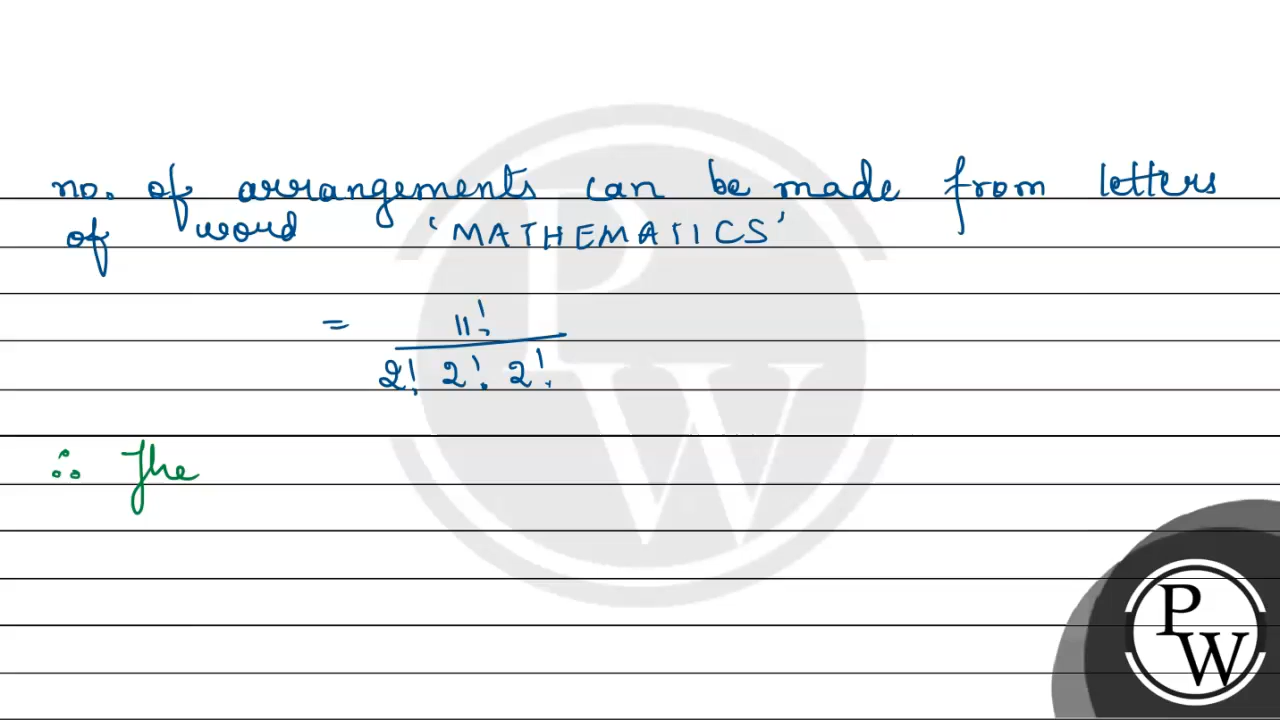 no. of arrangements can be made from letters
of word 'MATHEMATICS'
= 11!
2! 2! 2!
∴ The
P
W
P
W